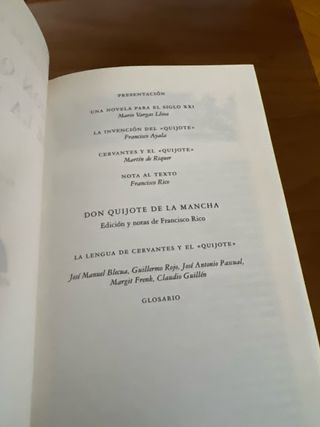 PRESENTACIÓN
UNA NOVELA PARA EL SIGLO XXI
Mario Vargas Llosa
LA INVENCIÓN DEL «QUIJOTE»
Francisco Ayala
CERVANTES Y EL «QUIJOTE»
Martín de Riquer
NOTA AL TEXTO
Francisco Rico
DON QUIJOTE DE LA MANCHA
Edición y notas de Francisco Rico
LA LENGUA DE CERVANTES Y EL «QUIJOTE»
José Manuel Blecua, Guillermo Rojo, José Antonio Pascual,
Margit Frenk, Claudio Guillén
GLOSARIO